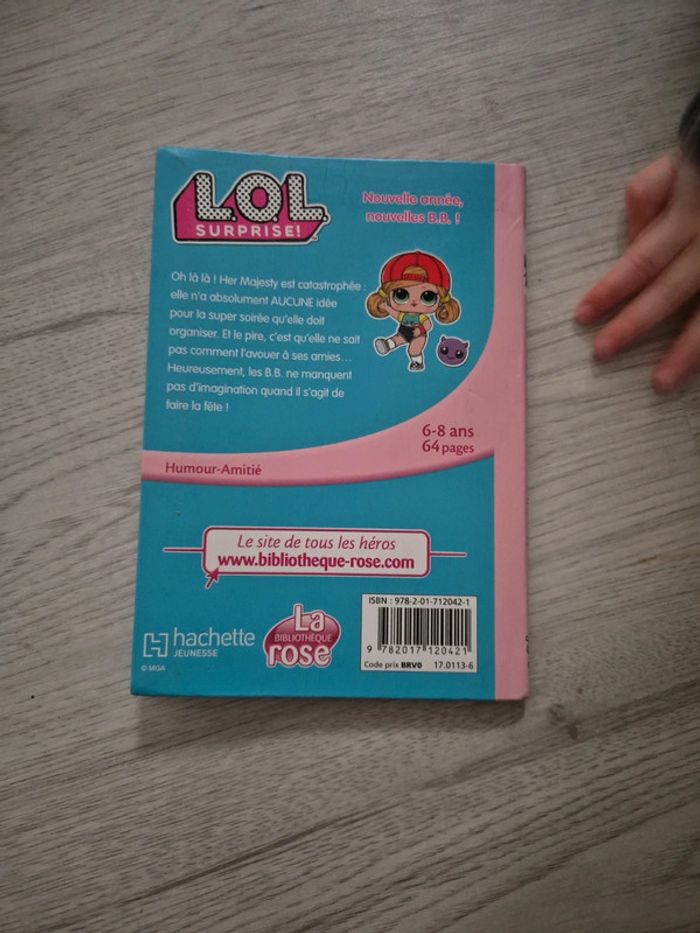 L.O.L.
SURPRISE!
Nouvelle année,
nouvelles B.B. !
Oh là là ! Her Majesty est catastrophée :
elle n'a absolument AUCUNE idée
pour la super soirée qu'elle doit
organiser. Et le pire, c'est qu'elle ne sait
pas comment l'avouer à ses amies...
Heureusement, les B.B. ne manquent
pas d'imagination quand il s'agit de
faire la fête !
6-8 ans
64 pages
Humour-Amitié
Le site de tous les héros
www.bibliotheque-rose.com
hachette
JEUNESSE
© MGA
La
BIBLIOTHÈQUE
rose
ISBN : 978-2-01-712042-1
9 782017 120421
Code prix BRV0 17.0113-6